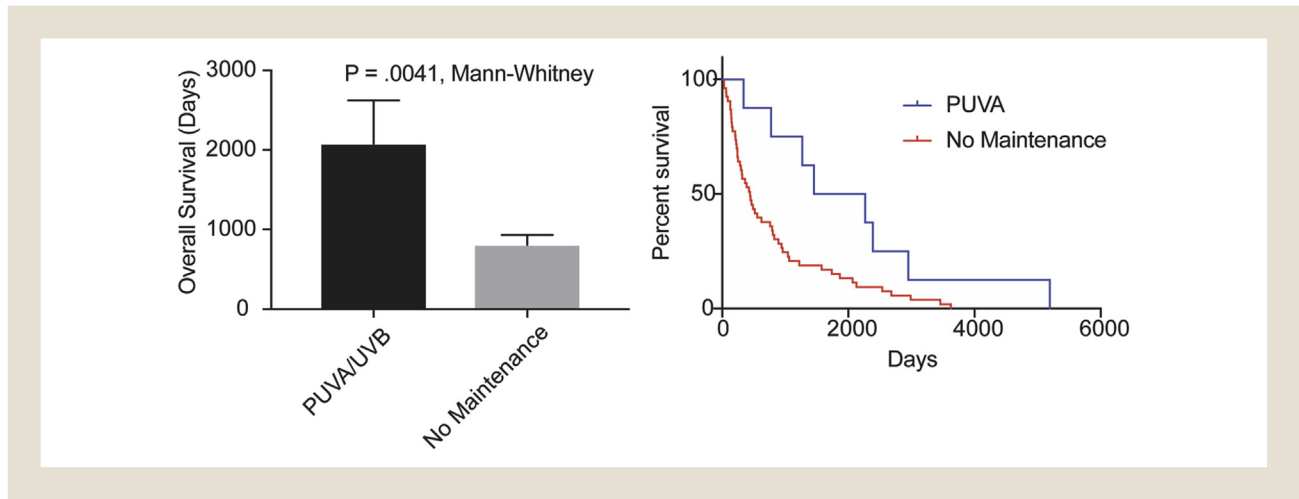 P = .0041, Mann-Whitney
Overall Survival (Days)
3000
2000
1000
0
PUVA/UVB
No Maintenance
Percent survival
100
50
0
0 2000 4000 6000
Days
PUVA
No Maintenance